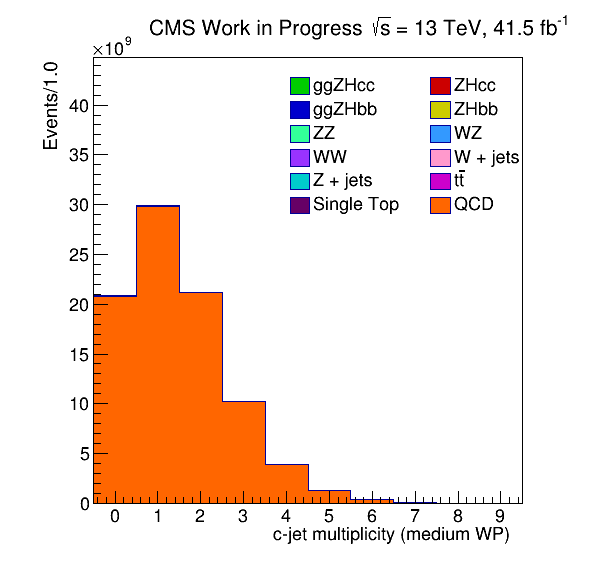 CMS Work in Progress √s = 13 TeV, 41.5 fb⁻¹
×10⁹
Events/1.0
ggZHcc ZHcc
ggZHbb ZHbb
ZZ WZ
WW W + jets
Z + jets tt̄
Single Top QCD
40
35
30
25
20
15
10
5
0
0 1 2 3 4 5 6 7 8 9
c-jet multiplicity (medium WP)